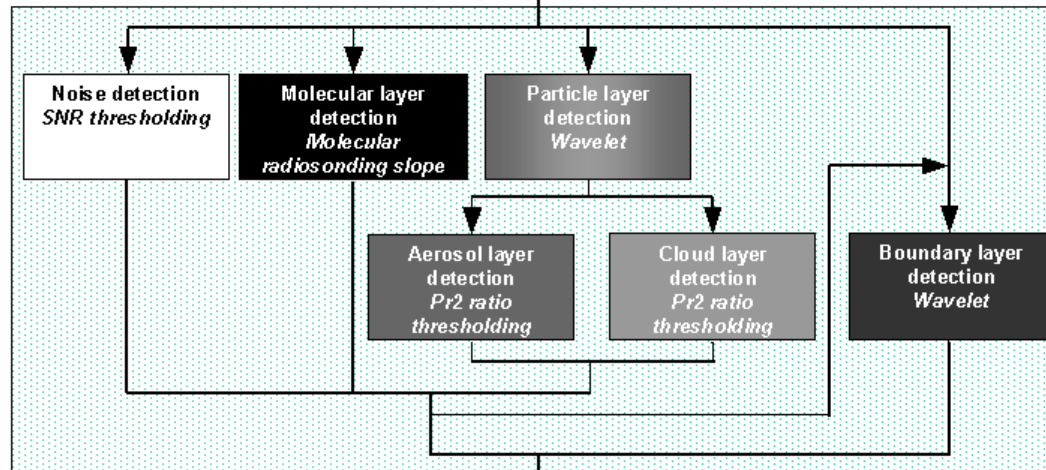 Noise detection
SNR thresholding
Molecular layer
detection
Molecular
radiosonding slope
Particle layer
detection
Wavelet
Aerosol layer
detection
Pr2 ratio
thresholding
Cloud layer
detection
Pr2 ratio
thresholding
Boundary layer
detection
Wavelet